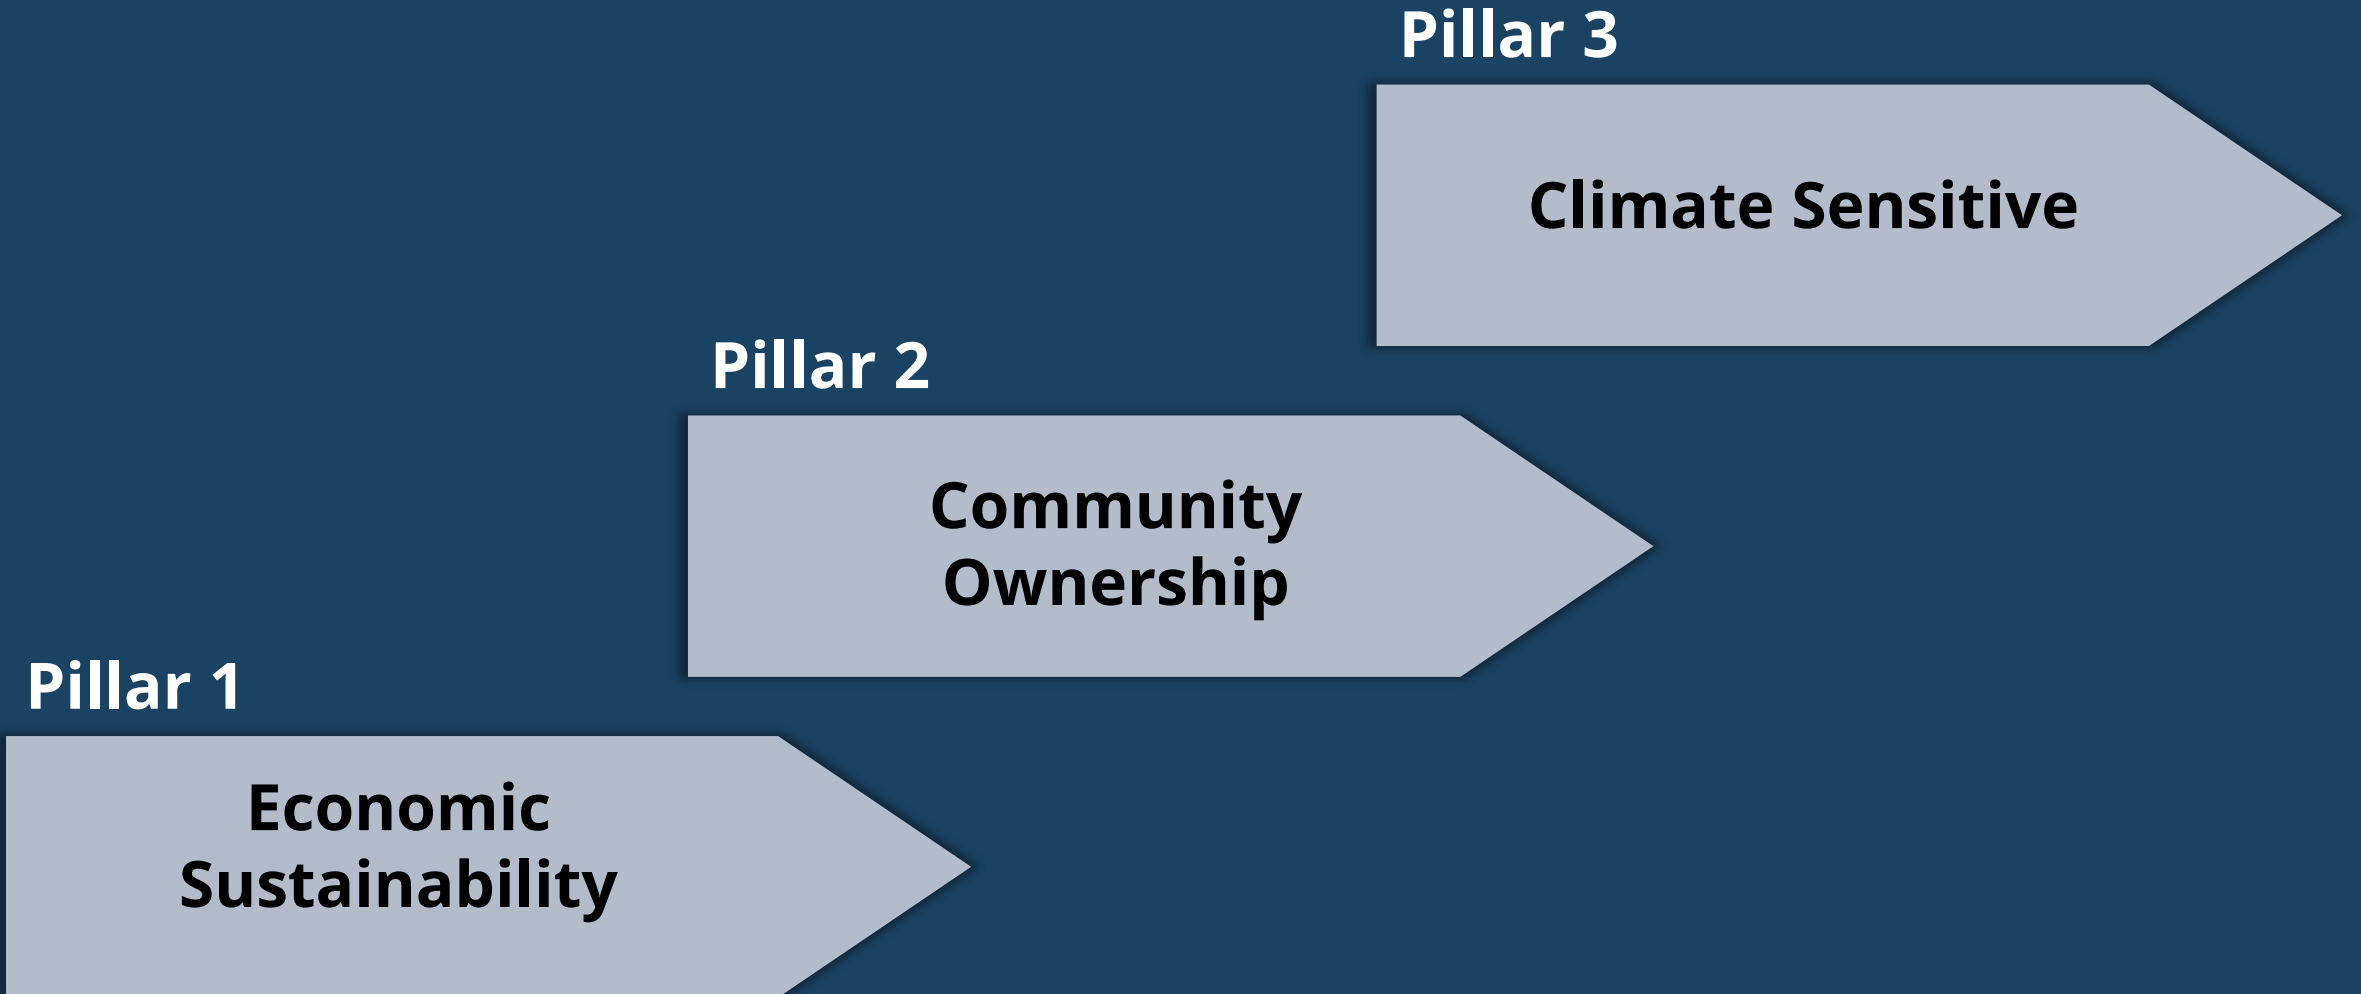 Pillar 3
Climate Sensitive
Pillar 2
Community
Ownership
Pillar 1
Economic
Sustainability